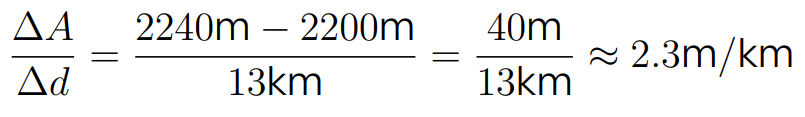 ΔA/Δd = (2240m − 2200m)/13km = 40m/13km ≈ 2.3m/km